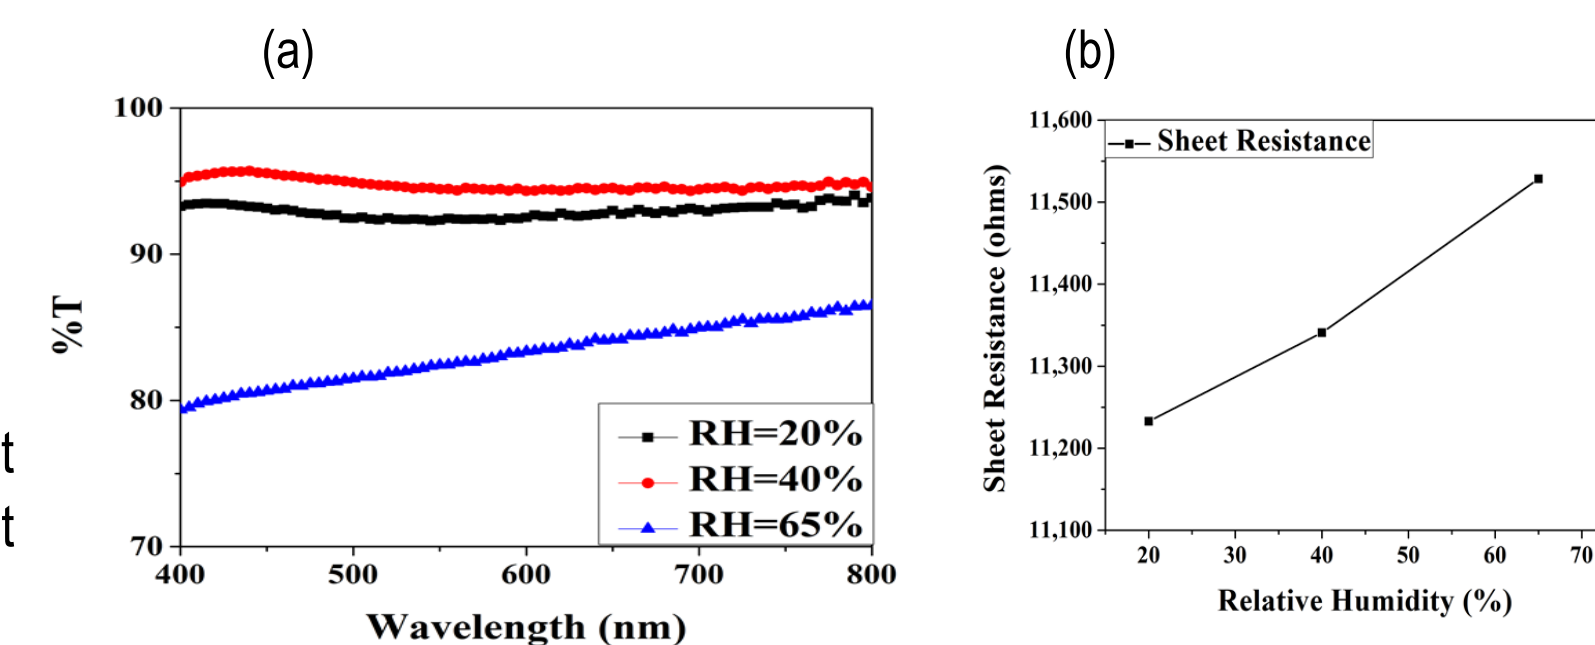 (a)
100
90
80
70
%T
400 500 600 700 800
Wavelength (nm)
RH=20%
RH=40%
RH=65%
t
t
(b)
Sheet Resistance
11,600
11,500
11,400
11,300
11,200
11,100
Sheet Resistance (ohms)
20 30 40 50 60 70
Relative Humidity (%)